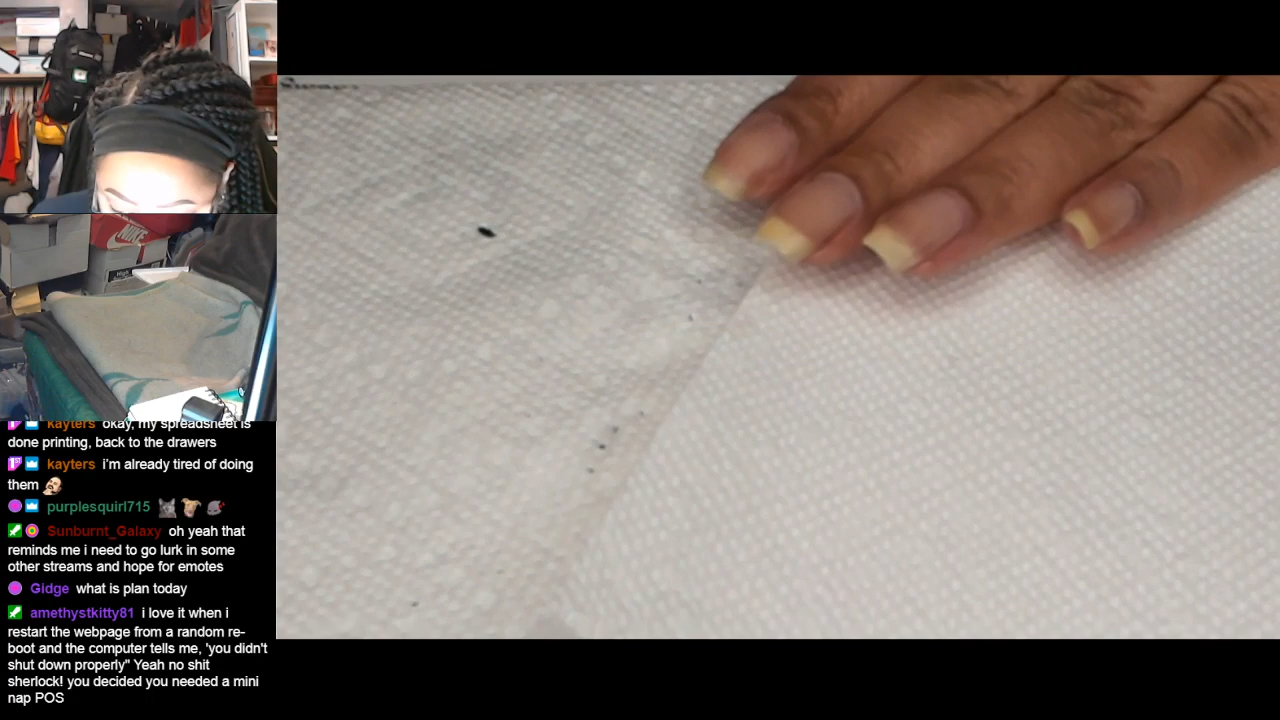 kayters okay, my spreadsheet is
done printing, back to the drawers
kayters i'm already tired of doing
them
purplesquirl715
Sunburnt_Galaxy oh yeah that
reminds me i need to go lurk in some
other streams and hope for emotes
Gidge what is plan today
amethystkitty81 i love it when i
restart the webpage from a random re-
boot and the computer tells me, 'you didn't
shut down properly" Yeah no shit
sherlock! you decided you needed a mini
nap POS